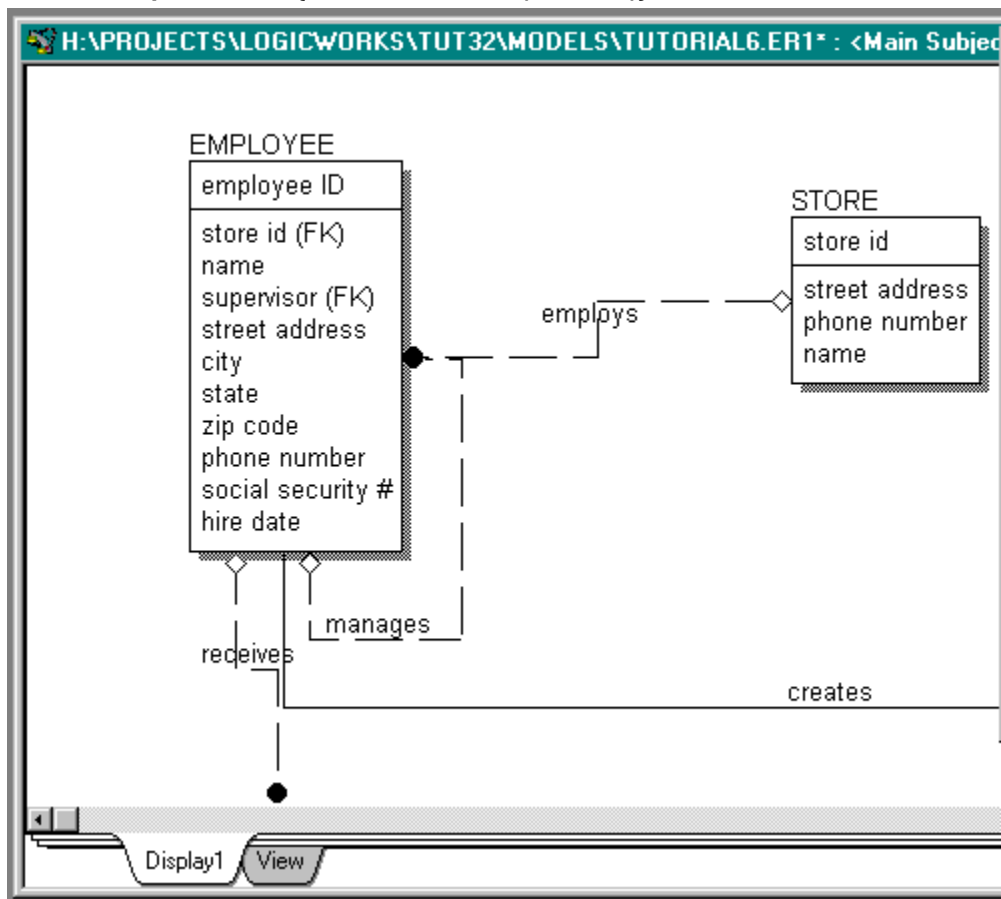 H:\PROJECTS\LOGICWORKS\TUT32\MODELS\TUTORIAL6.ER1* : <Main Subjec
EMPLOYEE
employee ID
store id (FK)
name
supervisor (FK)
street address
city
state
zip code
phone number
social security #
hire date
STORE
store id
street address
phone number
name
employs
manages
receives
creates
Display1
View